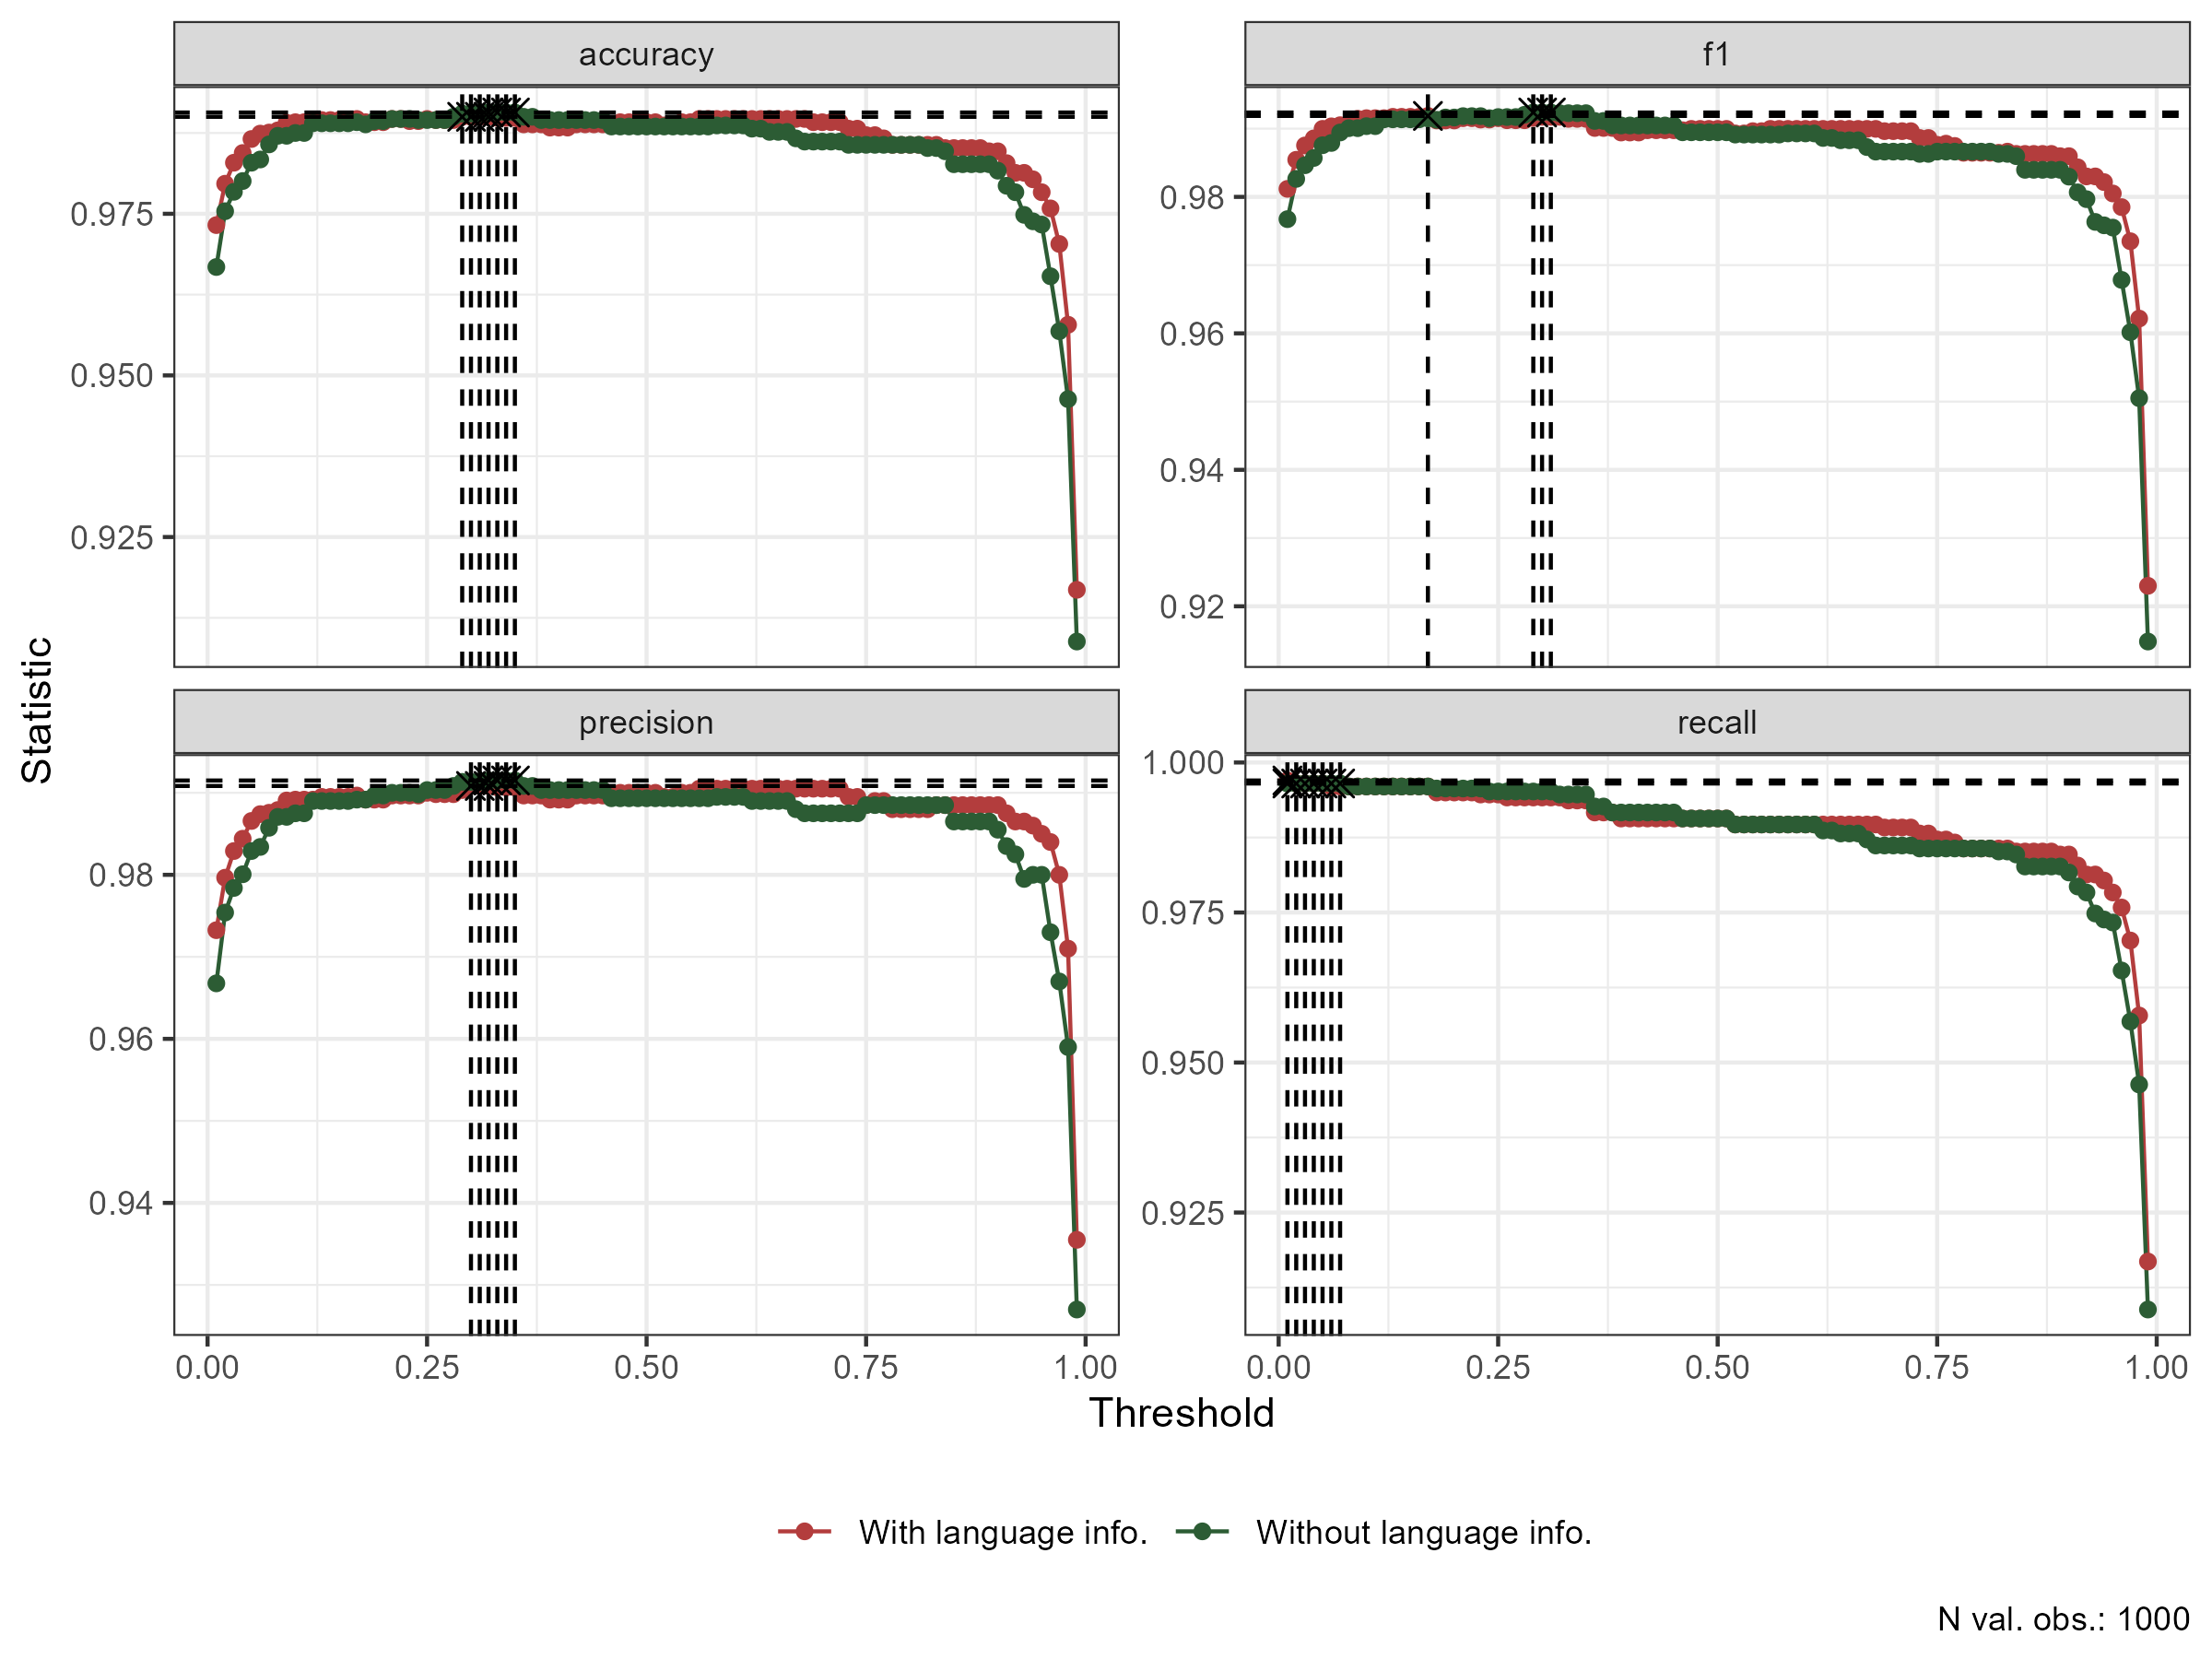 accuracy
f1
0.975
0.950
0.925
0.98
0.96
0.94
0.92
Statistic
precision
recall
0.98
0.96
0.94
1.000
0.975
0.950
0.925
0.00 0.25 0.50 0.75 1.00
0.00 0.25 0.50 0.75 1.00
Threshold
With language info. Without language info.
N val. obs.: 1000